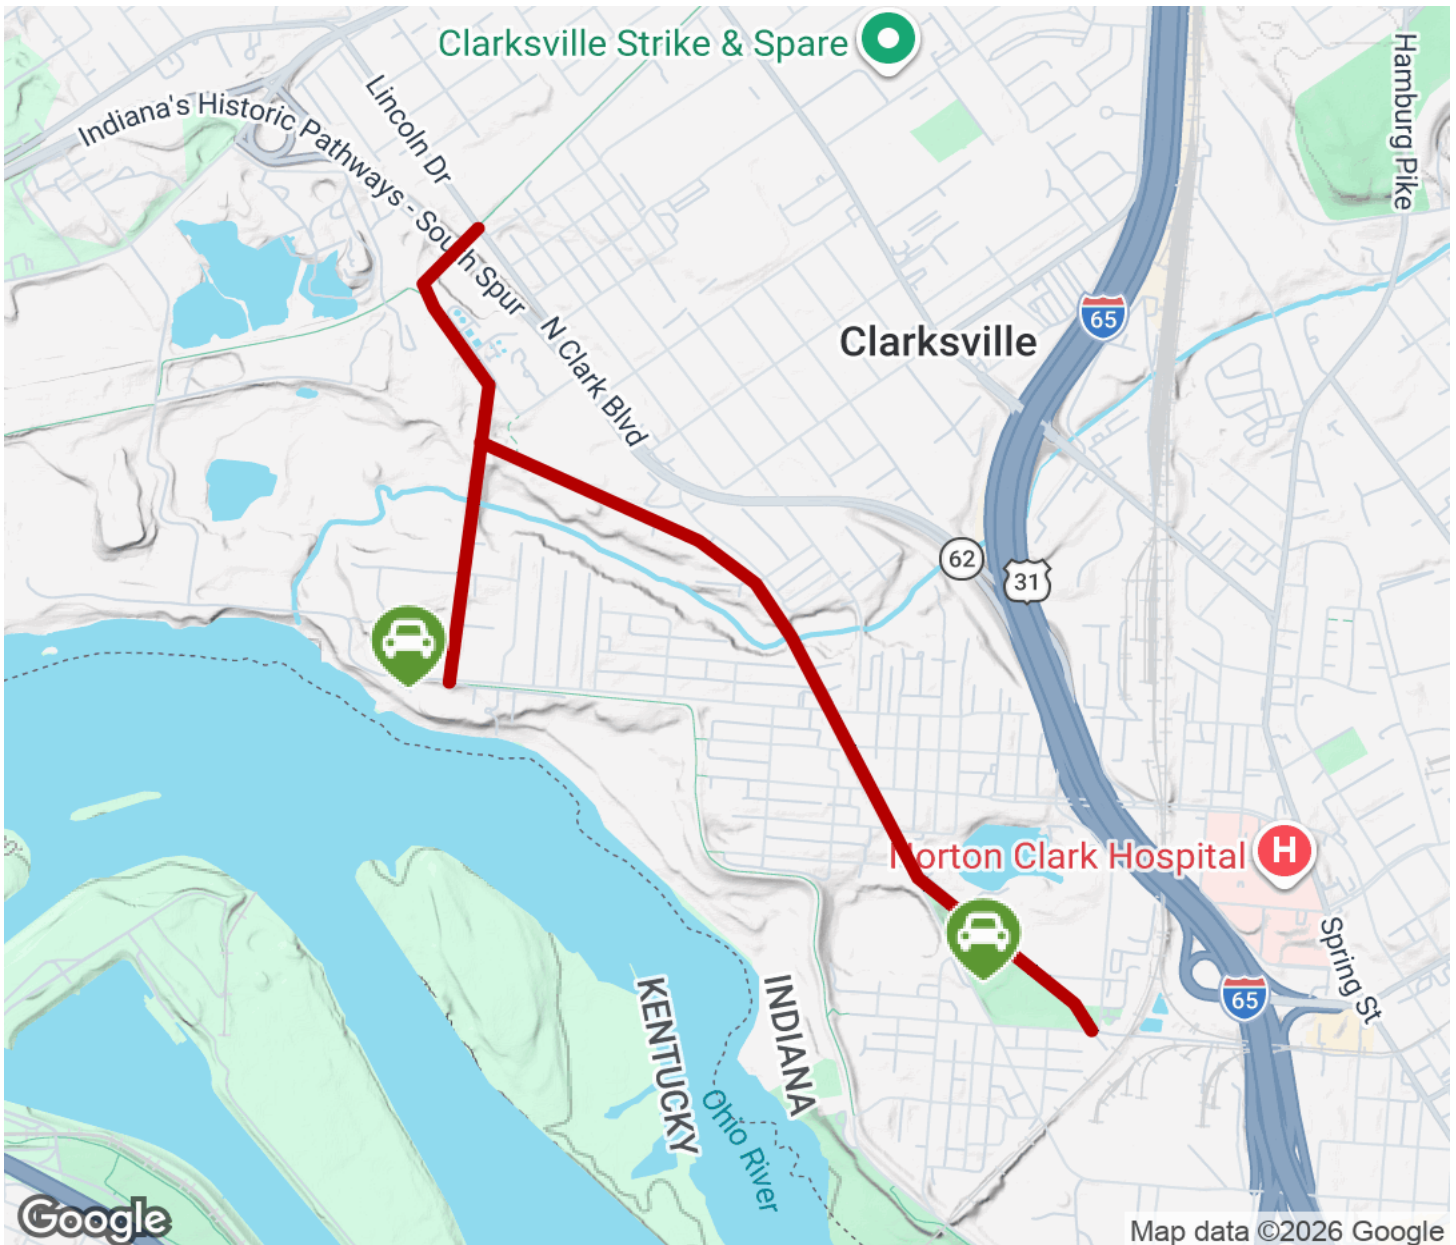 Clarksville Strike & Spare
Hamburg Pike
Lincoln Dr
Indiana's Historic Pathways - South Spur
N Clark Blvd
65
Clarksville
62
31
Norton Clark Hospital
H
Spring St
65
KENTUCKY
INDIANA
Ohio River
Google
Map data ©2026 Google